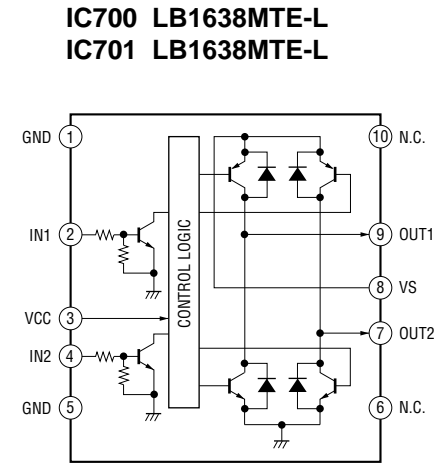 IC700 LB1638MTE-L
IC701 LB1638MTE-L
GND 1
10 N.C.
IN1 2
9 OUT1
CONTROL LOGIC
8 VS
VCC 3
7 OUT2
IN2 4
GND 5
6 N.C.